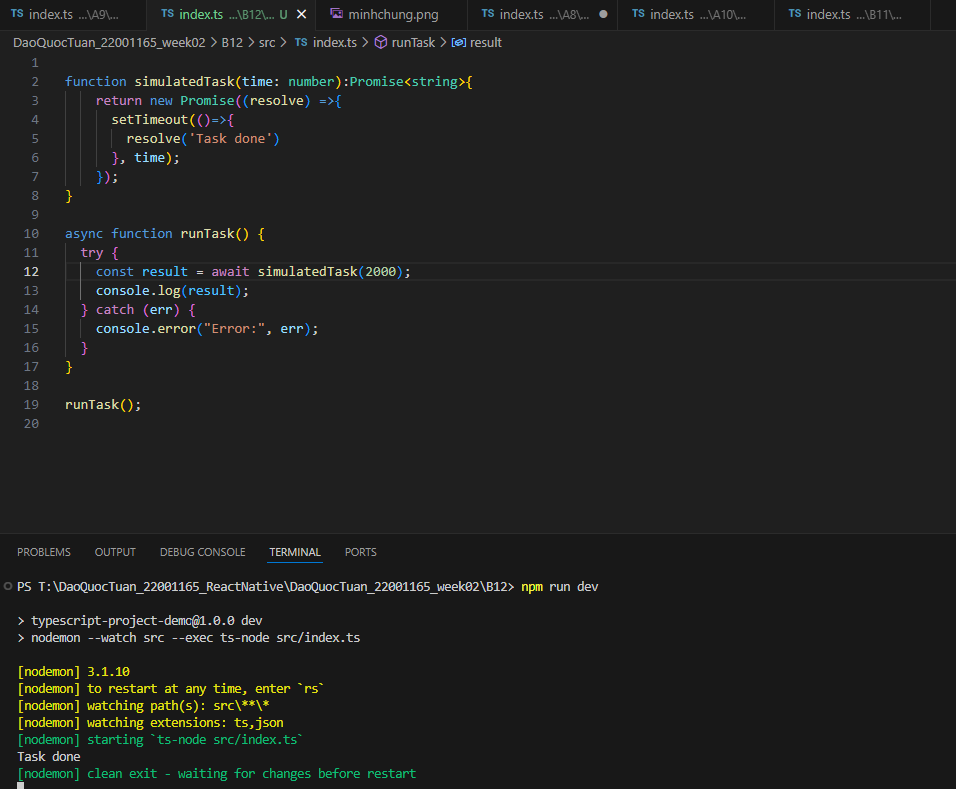 TS index.ts ...\A9\... TS index.ts ...\B12\... U × minhchung.png TS index.ts ...\A8\... ● TS index.ts ...\A10\... TS index.ts ...\B11\...
DaoQuocTuan_22001165_week02 > B12 > src > TS index.ts > runTask > result
1
2 function simulatedTask(time: number):Promise<string>{
3     return new Promise((resolve) =>{
4       setTimeout(()=>{
5         resolve('Task done')
6       }, time);
7     });
8 }
9
10 async function runTask() {
11   try {
12     const result = await simulatedTask(2000);
13     console.log(result);
14   } catch (err) {
15     console.error("Error:", err);
16   }
17 }
18
19 runTask();
20
PROBLEMS OUTPUT DEBUG CONSOLE TERMINAL PORTS
PS T:\DaoQuocTuan_22001165_ReactNative\DaoQuocTuan_22001165_week02\B12> npm run dev
> typescript-project-demo@1.0.0 dev
> nodemon --watch src --exec ts-node src/index.ts
[nodemon] 3.1.10
[nodemon] to restart at any time, enter `rs`
[nodemon] watching path(s): src\**\*
[nodemon] watching extensions: ts,json
[nodemon] starting `ts-node src/index.ts`
Task done
[nodemon] clean exit - waiting for changes before restart